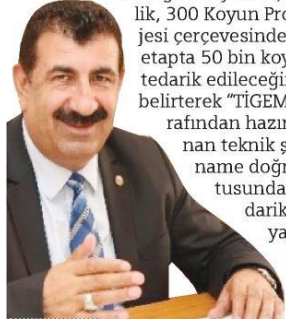 lik, 300 Koyun Pro
jesi çerçevesinde
etapta 50 bin koy
tedarik edileceğin
belirterek “TİGEM
rafından hazır
nan teknik ş
name doğr
tusunda
darik
ya